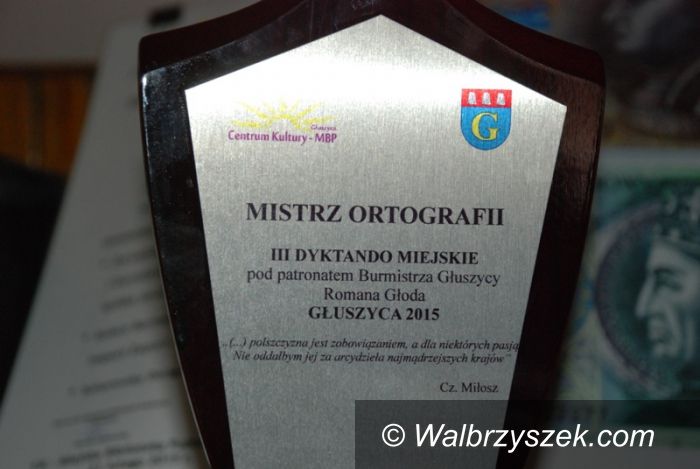 Głuszyca
Centrum Kultury - MBP
G
MISTRZ ORTOGRAFII
III DYKTANDO MIEJSKIE
pod patronatem Burmistrza Głuszycy
Romana Głoda
GŁUSZYCA 2015
„(...) polszczyzna jest zobowiązaniem, a dla niektórych pasją
Nie oddałbym jej za arcydzieła najmądrzejszych krajów”
Cz. Miłosz
© Walbrzyszek.com